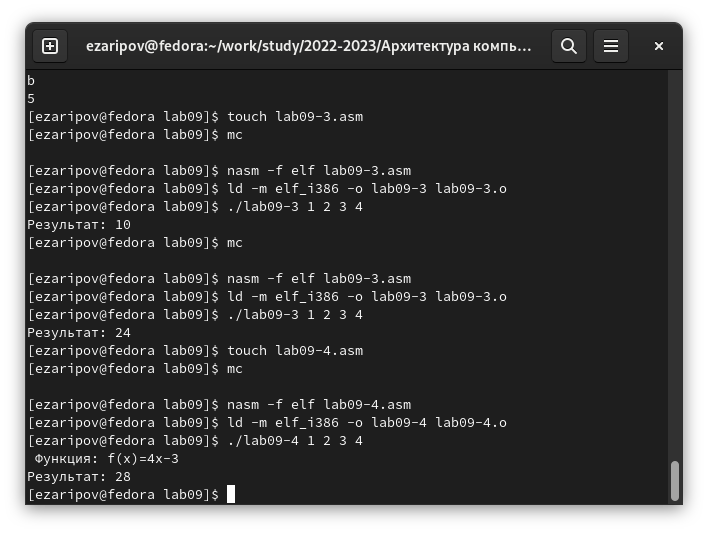 ezaripov@fedora:~/work/study/2022-2023/Архитектура компь…
b
5
[ezaripov@fedora lab09]$ touch lab09-3.asm
[ezaripov@fedora lab09]$ mc
[ezaripov@fedora lab09]$ nasm -f elf lab09-3.asm
[ezaripov@fedora lab09]$ ld -m elf_i386 -o lab09-3 lab09-3.o
[ezaripov@fedora lab09]$ ./lab09-3 1 2 3 4
Результат: 10
[ezaripov@fedora lab09]$ mc
[ezaripov@fedora lab09]$ nasm -f elf lab09-3.asm
[ezaripov@fedora lab09]$ ld -m elf_i386 -o lab09-3 lab09-3.o
[ezaripov@fedora lab09]$ ./lab09-3 1 2 3 4
Результат: 24
[ezaripov@fedora lab09]$ touch lab09-4.asm
[ezaripov@fedora lab09]$ mc
[ezaripov@fedora lab09]$ nasm -f elf lab09-4.asm
[ezaripov@fedora lab09]$ ld -m elf_i386 -o lab09-4 lab09-4.o
[ezaripov@fedora lab09]$ ./lab09-4 1 2 3 4
Функция: f(x)=4x-3
Результат: 28
[ezaripov@fedora lab09]$